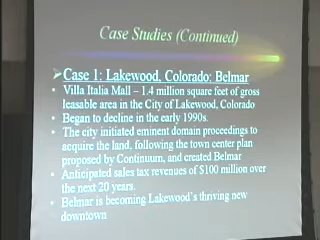 Case Studies (Continued)
➢Case 1: Lakewood, Colorado: Belmar
• Villa Italia Mall – 1.4 million square feet of gross
leasable area in the City of Lakewood, Colorado
• Began to decline in the early 1990s.
• The city initiated eminent domain proceedings to
acquire the land, following the town center plan
proposed by Continuum, and created Belmar
• Anticipated sales tax revenues of $100 million over
the next 20 years.
• Belmar is becoming Lakewood's thriving new
downtown